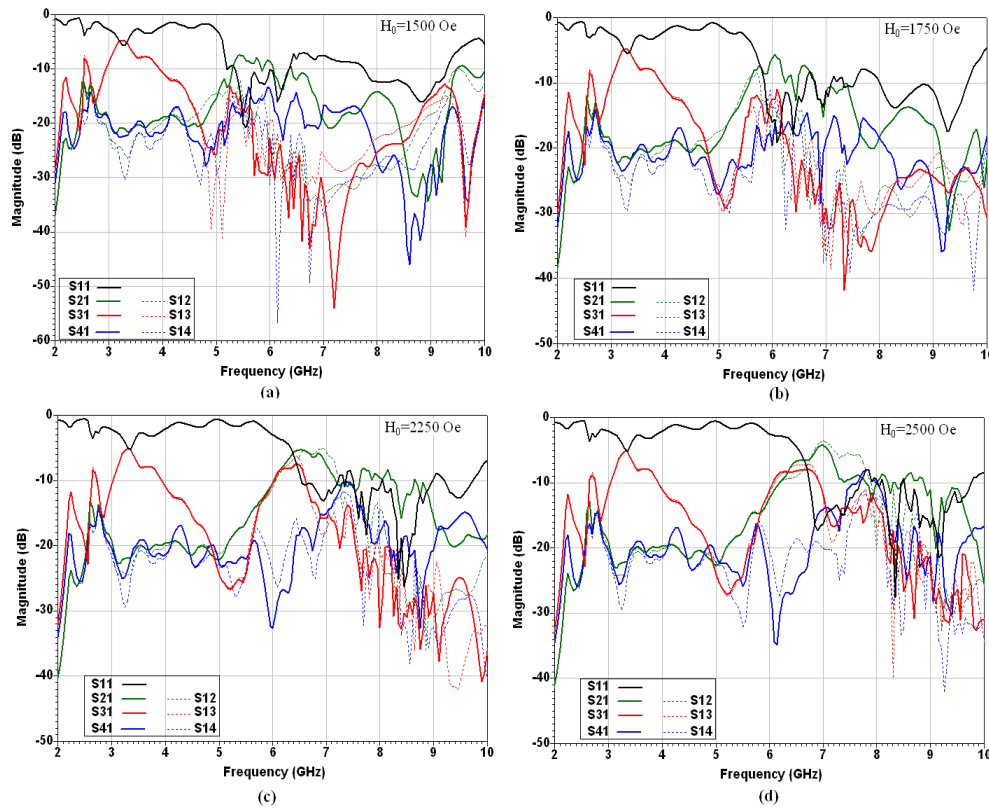 H0=1500 Oe
0
-10
-20
-30
-40
-50
-60
Magnitude (dB)
S11
S21 S12
S31 S13
S41 S14
2 3 4 5 6 7 8 9 10
Frequency (GHz)
(a)
H0=1750 Oe
0
-10
-20
-30
-40
-50
Magnitude (dB)
S11
S21 S12
S31 S13
S41 S14
2 3 4 5 6 7 8 9 10
Frequency (GHz)
(b)
H0=2250 Oe
0
-10
-20
-30
-40
-50
Magnitude (dB)
S11
S21 S12
S31 S13
S41 S14
2 3 4 5 6 7 8 9 10
Frequency (GHz)
(c)
H0=2500 Oe
0
-10
-20
-30
-40
-50
Magnitude (dB)
S11
S21 S12
S31 S13
S41 S14
2 3 4 5 6 7 8 9 10
Frequency (GHz)
(d)